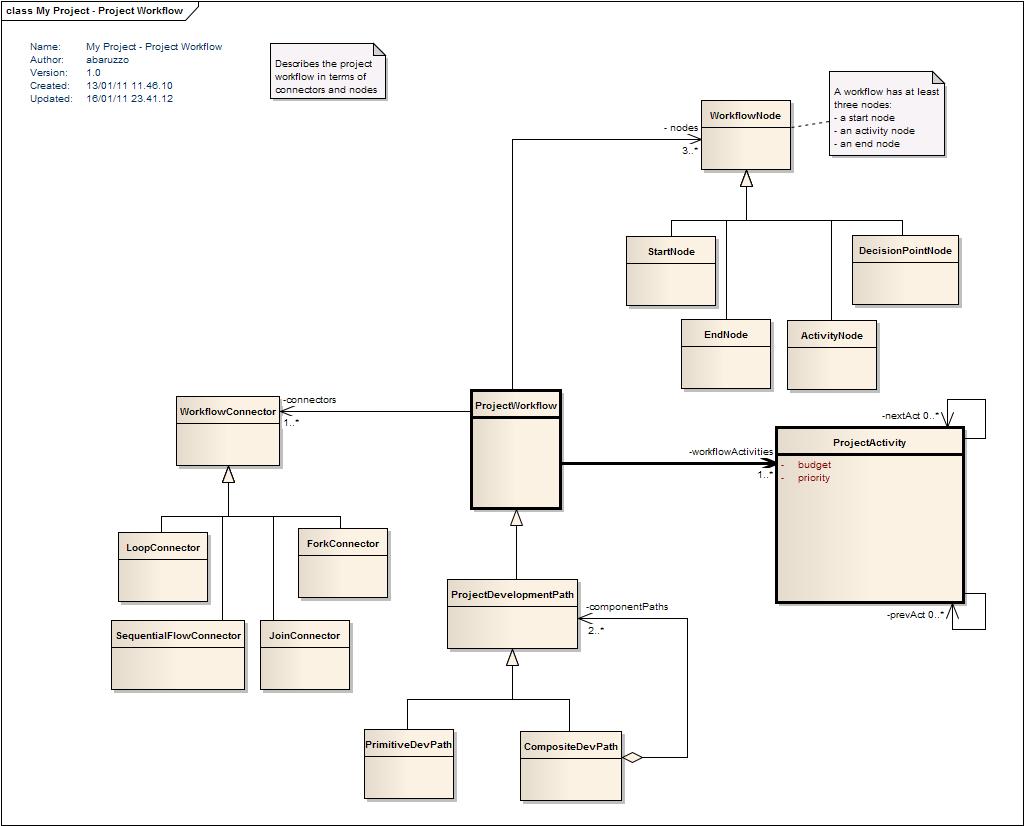 class My Project - Project Workflow
Name: My Project - Project Workflow
Author: abaruzzo
Version: 1.0
Created: 13/01/11 11.46.10
Updated: 16/01/11 23.41.12
Describes the project
workflow in terms of
connectors and nodes
A workflow has at least
three nodes:
- a start node
- an activity node
- an end node
WorkflowNode
- nodes
3..*
StartNode
DecisionPointNode
EndNode
ActivityNode
WorkflowConnector
-connectors
1..*
ProjectWorkflow
-workflowActivities
1..*
-nextAct 0..*
ProjectActivity
- budget
- priority
-prevAct 0..*
LoopConnector
ForkConnector
SequentialFlowConnector
JoinConnector
ProjectDevelopmentPath
-componentPaths
2..*
PrimitiveDevPath
CompositeDevPath